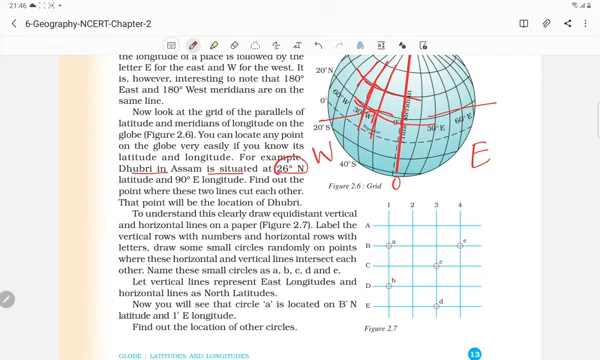 21:46
6-Geography-NCERT-Chapter-2
the longitude of a place is followed by the
letter E for the east and W for the west. It
is, however, interesting to note that 180°
East and 180° West meridians are on the
same line.
Now look at the grid of the parallels of
latitude and meridians of longitude on the
globe (Figure 2.6). You can locate any point
on the globe very easily if you know its
latitude and longitude. For example,
Dhubri in Assam is situated at 26° N
latitude and 90° E longitude. Find out the
point where these two lines cut each other.
That point will be the location of Dhubri.
To understand this clearly draw equidistant vertical
and horizontal lines on a paper (Figure 2.7). Label the
vertical rows with numbers and horizontal rows with
letters, draw some small circles randomly on points
where these horizontal and vertical lines intersect each
other. Name these small circles as a, b, c, d and e.
Let vertical lines represent East Longitudes and
horizontal lines as North Latitudes.
Now you will see that circle 'a' is located on B° N
latitude and 1° E longitude.
Find out the location of other circles.
20°N
0°
20°S
40°S
60°W
30°W
0°
30°E
60°E
Meridian
W
E
0
Figure 2.6 : Grid
1 2 3 4
A
B a e
C c
D b
E d
Figure 2.7
GLOBE : LATITUDES AND LONGITUDES
13